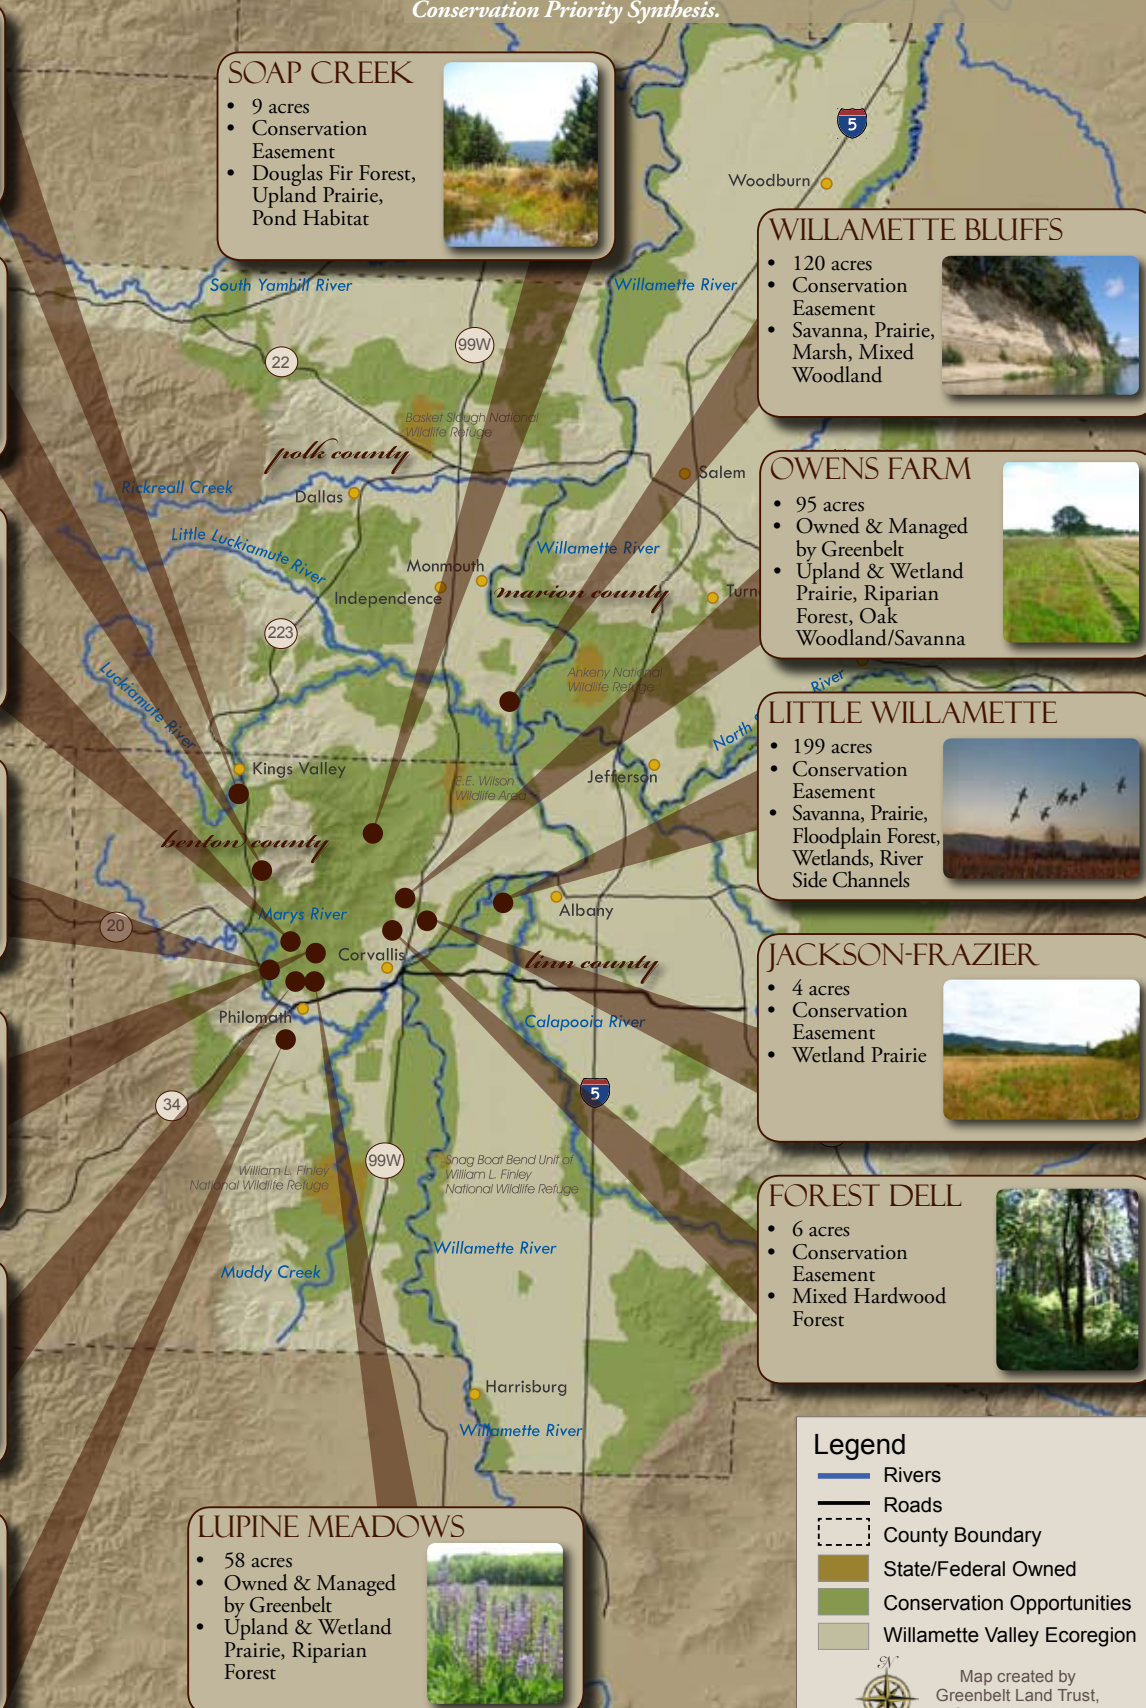 Conservation Priority Synthesis.
SOAP CREEK
• 9 acres
• Conservation
Easement
• Douglas Fir Forest,
Upland Prairie,
Pond Habitat
5
Woodburn
WILLAMETTE BLUFFS
• 120 acres
• Conservation
Easement
• Savanna, Prairie,
Marsh, Mixed
Woodland
South Yamhill River
Willamette River
99W
22
Basket Slough National
Wildlife Refuge
polk county
OWENS FARM
• 95 acres
• Owned & Managed
by Greenbelt
• Upland & Wetland
Prairie, Riparian
Forest, Oak
Woodland/Savanna
Salem
Rickreall Creek
Dallas
Little Luckiamute River
Willamette River
Monmouth
Independence
marion county
Turn
223
Ankeny National
Wildlife Refuge
Luckiamute River
River
North
LITTLE WILLAMETTE
• 199 acres
• Conservation
Easement
• Savanna, Prairie,
Floodplain Forest,
Wetlands, River
Side Channels
Kings Valley
Jefferson
E.E. Wilson
Wildlife Area
benton county
Marys River
Albany
20
Corvallis
linn county
JACKSON-FRAZIER
• 4 acres
• Conservation
Easement
• Wetland Prairie
Philomath
Calapooia River
5
34
99W
William L. Finley
National Wildlife Refuge
Snag Boat Bend Unit of
William L. Finley
National Wildlife Refuge
FOREST DELL
• 6 acres
• Conservation
Easement
• Mixed Hardwood
Forest
Willamette River
Muddy Creek
Harrisburg
Willamette River
LUPINE MEADOWS
• 58 acres
• Owned & Managed
by Greenbelt
• Upland & Wetland
Prairie, Riparian
Forest
Legend
Rivers
Roads
County Boundary
State/Federal Owned
Conservation Opportunities
Willamette Valley Ecoregion
N
Map created by
Greenbelt Land Trust,